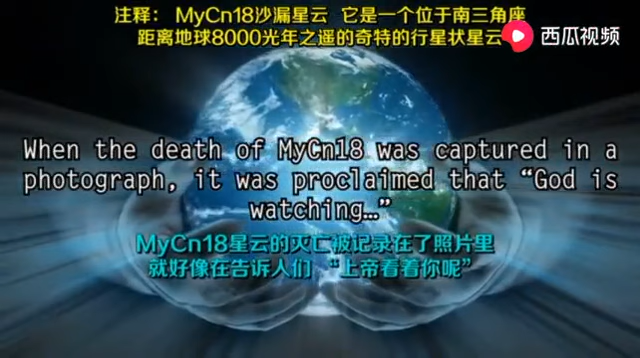 注释： MyCn18沙漏星云 它是一个位于南三角座
距离地球8000光年之遥的奇特的行星状星云
西瓜视频
When the death of MyCn18 was captured in a
photograph, it was proclaimed that “God is
watching…”
MyCn18星云的灭亡被记录在了照片里
就好像在告诉人们 “上帝看着你呢”